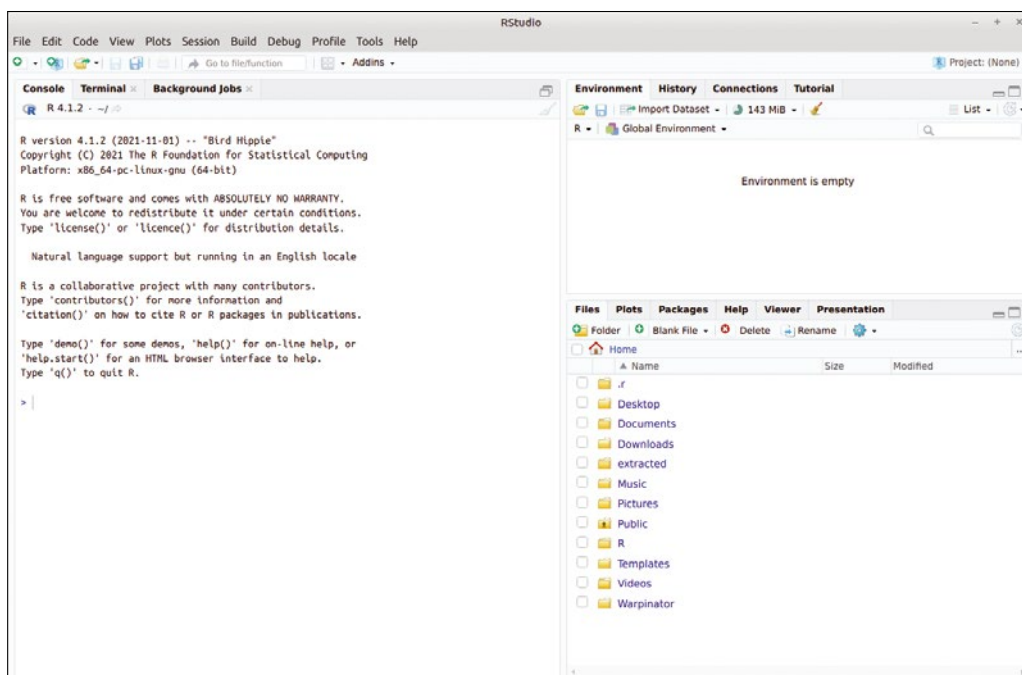 RStudio
File Edit Code View Plots Session Build Debug Profile Tools Help
Go to file/function Addins Project: (None)
Console Terminal Background Jobs
R 4.1.2 · ~/
R version 4.1.2 (2021-11-01) -- "Bird Hippie"
Copyright (C) 2021 The R Foundation for Statistical Computing
Platform: x86_64-pc-linux-gnu (64-bit)
R is free software and comes with ABSOLUTELY NO WARRANTY.
You are welcome to redistribute it under certain conditions.
Type 'license()' or 'licence()' for distribution details.
Natural language support but running in an English locale
R is a collaborative project with many contributors.
Type 'contributors()' for more information and
'citation()' on how to cite R or R packages in publications.
Type 'demo()' for some demos, 'help()' for on-line help, or
'help.start()' for an HTML browser interface to help.
Type 'q()' to quit R.
>
Environment History Connections Tutorial
Import Dataset 143 MiB List
R Global Environment
Environment is empty
Files Plots Packages Help Viewer Presentation
Folder Blank File Delete Rename
Home ..
Name Size Modified
.r
Desktop
Documents
Downloads
extracted
Music
Pictures
Public
R
Templates
Videos
Warpinator